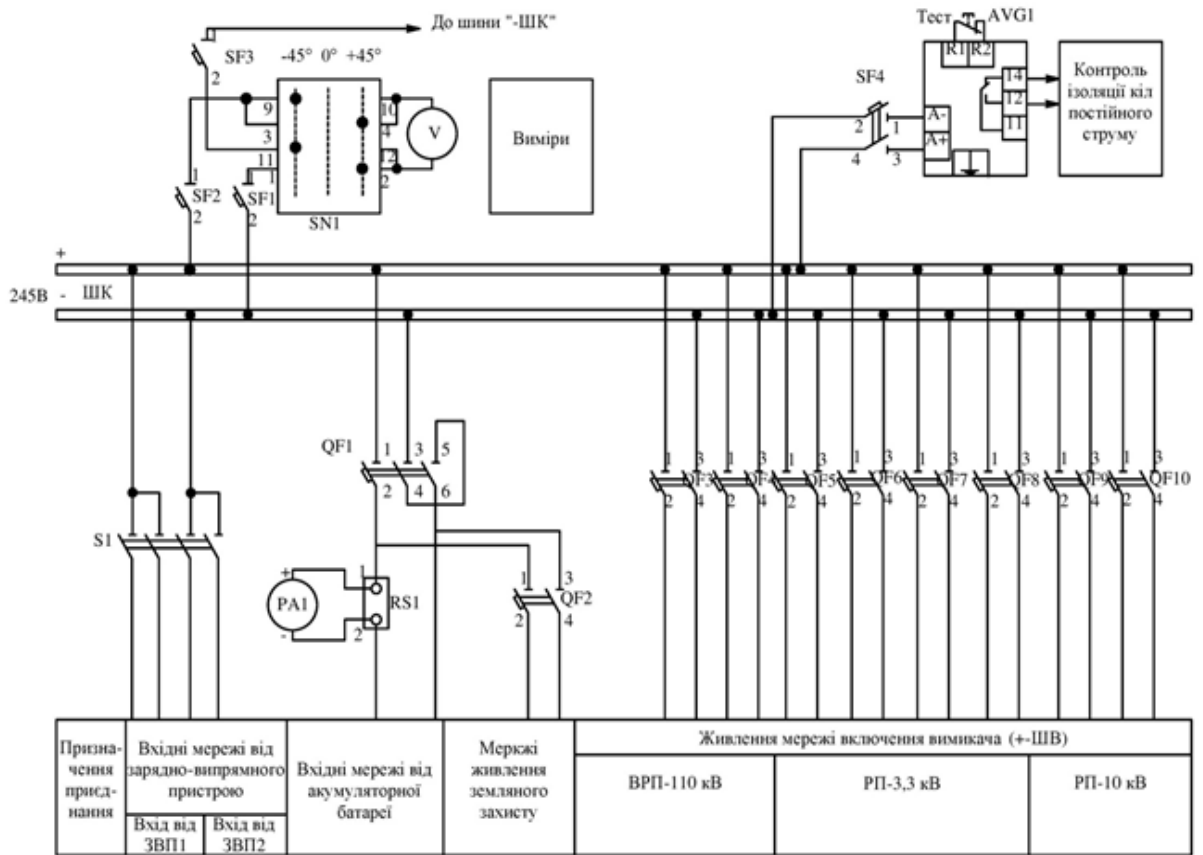 До шини "-ШК"
SF3
2
-45° 0° +45°
9
3
11
1
10
4
12
2
V
SN1
1
SF2
2
SF1
2
Виміри
Тест
AVG1
R1 R2
SF4
2
1
4
3
A-
A+
14
12
11
Контроль
ізоляції кіл
постійного
струму
+
245В - ШК
QF1
1
3
5
2
4
6
S1
+
PA1
-
1
RS1
2
1
3
QF2
2
4
1
3
QF3
2
4
1
3
QF4
2
4
1
3
QF5
2
4
1
3
QF6
2
4
1
3
QF7
2
4
1
3
QF8
2
4
1
3
QF9
2
4
1
3
QF10
2
4
Призна-
чення
приєд-
нання
Вхідні мережі від
зарядно-випрямного
пристрою
Вхід від
ЗВП1
Вхід від
ЗВП2
Вхідні мережі від
акумуляторної
батареї
Меркжі
живлення
земляного
захисту
Живлення мережі включення вимикача (+-ШВ)
ВРП-110 кВ
РП-3,3 кВ
РП-10 кВ